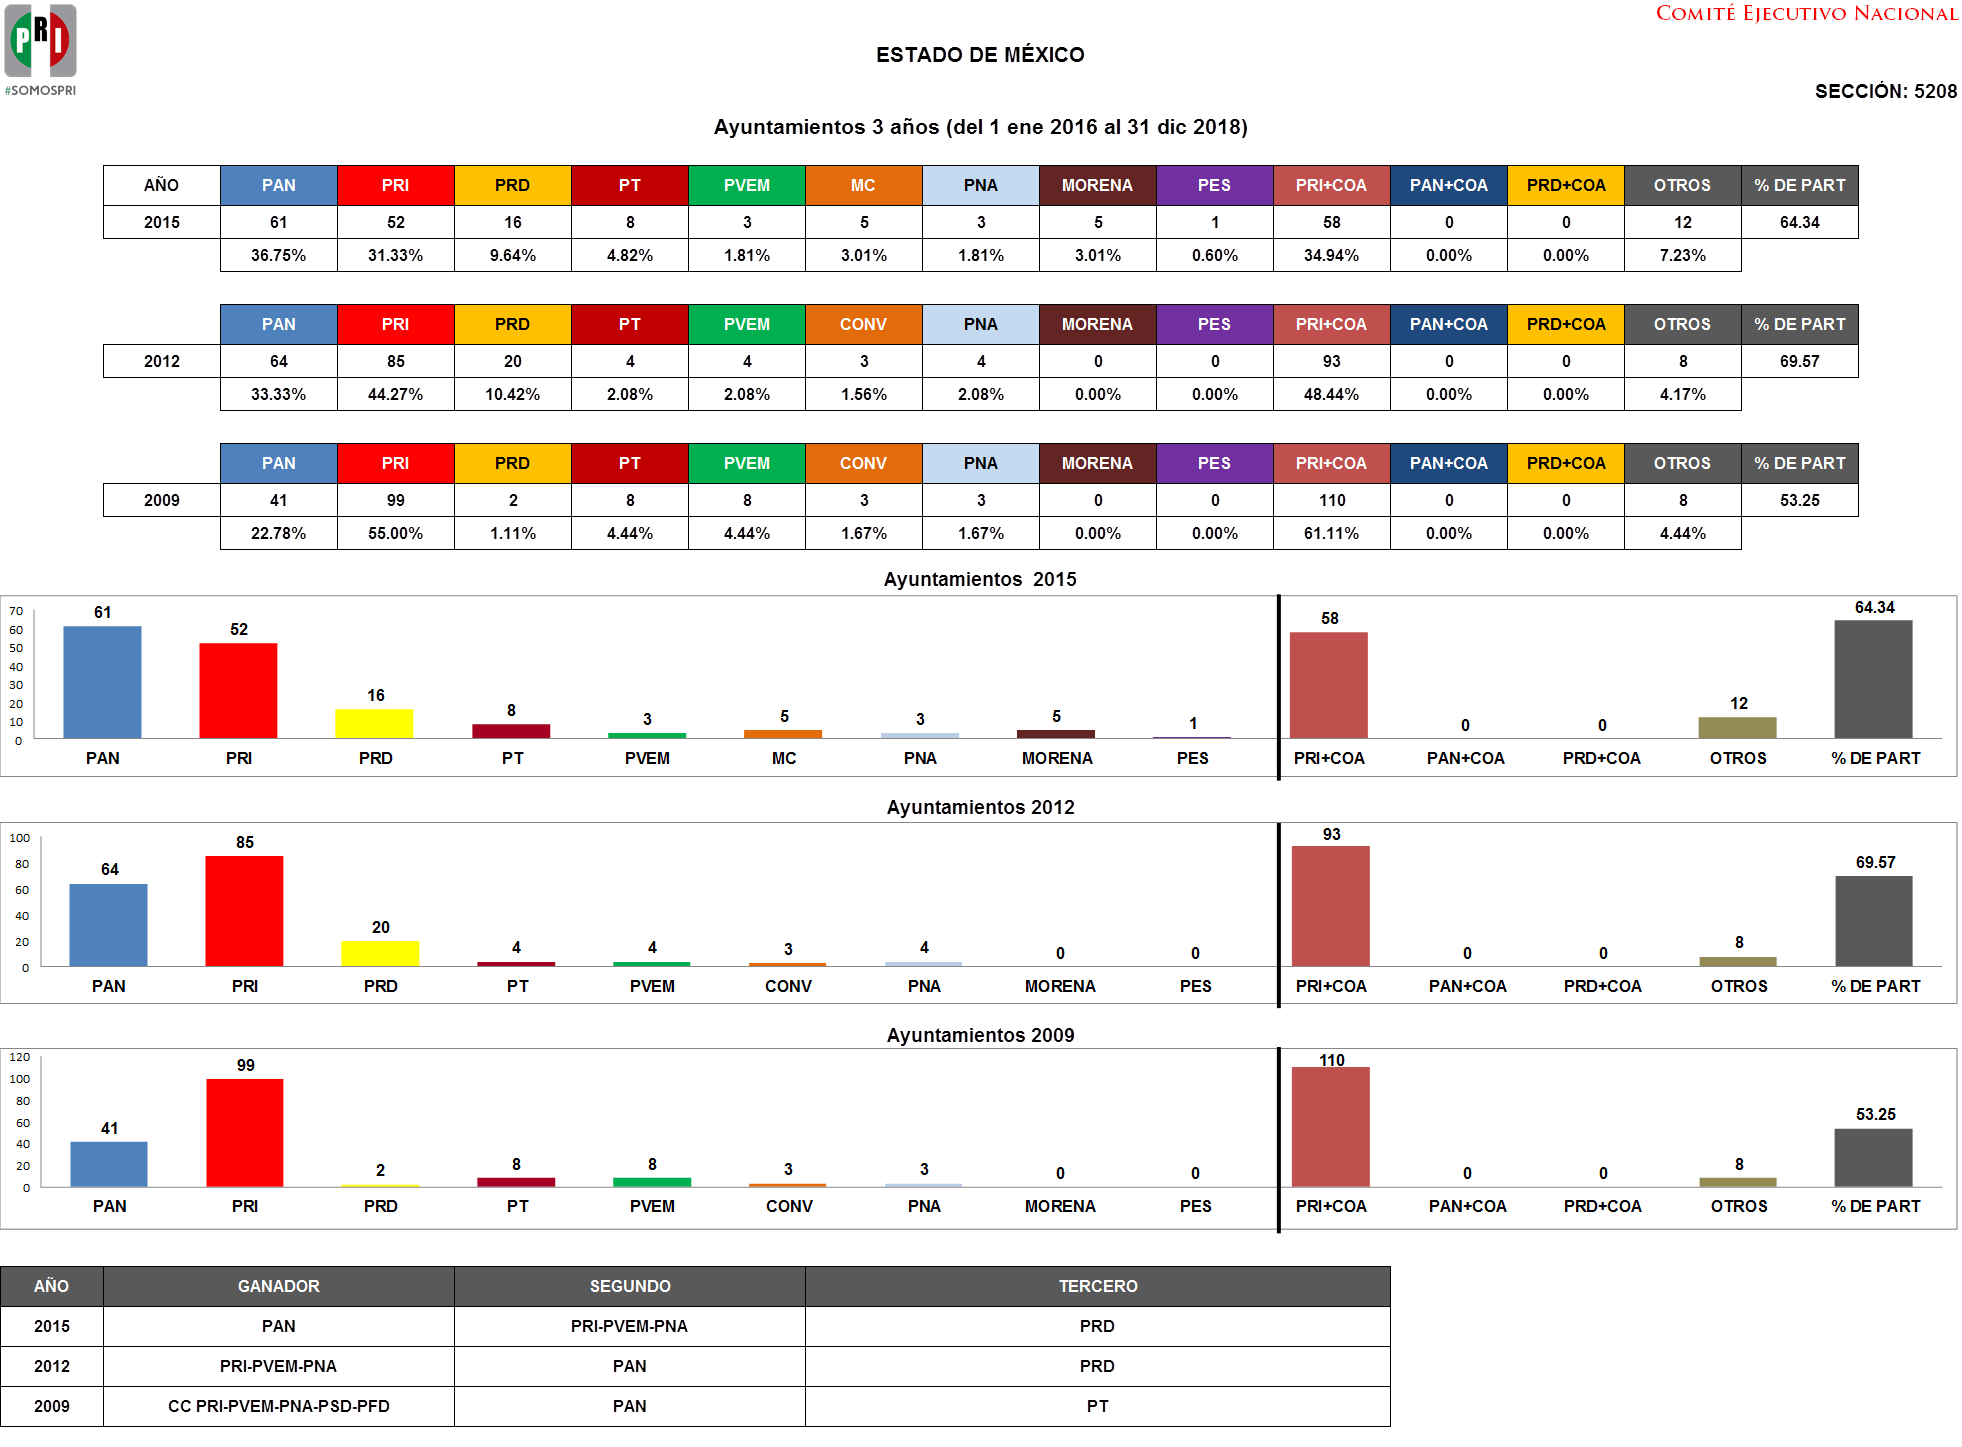 PRI
#SOMOSPRI
COMITÉ EJECUTIVO NACIONAL
ESTADO DE MÉXICO
SECCIÓN: 5208
Ayuntamientos 3 años (del 1 ene 2016 al 31 dic 2018)
AÑO PAN PRI PRD PT PVEM MC PNA MORENA PES PRI+COA PAN+COA PRD+COA OTROS % DE PART
2015 61 52 16 8 3 5 3 5 1 58 0 0 12 64.34
36.75% 31.33% 9.64% 4.82% 1.81% 3.01% 1.81% 3.01% 0.60% 34.94% 0.00% 0.00% 7.23%
PAN PRI PRD PT PVEM CONV PNA MORENA PES PRI+COA PAN+COA PRD+COA OTROS % DE PART
2012 64 85 20 4 4 3 4 0 0 93 0 0 8 69.57
33.33% 44.27% 10.42% 2.08% 2.08% 1.56% 2.08% 0.00% 0.00% 48.44% 0.00% 0.00% 4.17%
PAN PRI PRD PT PVEM CONV PNA MORENA PES PRI+COA PAN+COA PRD+COA OTROS % DE PART
2009 41 99 2 8 8 3 3 0 0 110 0 0 8 53.25
22.78% 55.00% 1.11% 4.44% 4.44% 1.67% 1.67% 0.00% 0.00% 61.11% 0.00% 0.00% 4.44%
Ayuntamientos 2015
70
60
50
40
30
20
10
0
61 52 16 8 3 5 3 5 1 58 0 0 12 64.34
PAN PRI PRD PT PVEM MC PNA MORENA PES PRI+COA PAN+COA PRD+COA OTROS % DE PART
Ayuntamientos 2012
100
80
60
40
20
0
64 85 20 4 4 3 4 0 0 93 0 0 8 69.57
PAN PRI PRD PT PVEM CONV PNA MORENA PES PRI+COA PAN+COA PRD+COA OTROS % DE PART
Ayuntamientos 2009
120
100
80
60
40
20
0
41 99 2 8 8 3 3 0 0 110 0 0 8 53.25
PAN PRI PRD PT PVEM CONV PNA MORENA PES PRI+COA PAN+COA PRD+COA OTROS % DE PART
AÑO GANADOR SEGUNDO TERCERO
2015 PAN PRI-PVEM-PNA PRD
2012 PRI-PVEM-PNA PAN PRD
2009 CC PRI-PVEM-PNA-PSD-PFD PAN PT